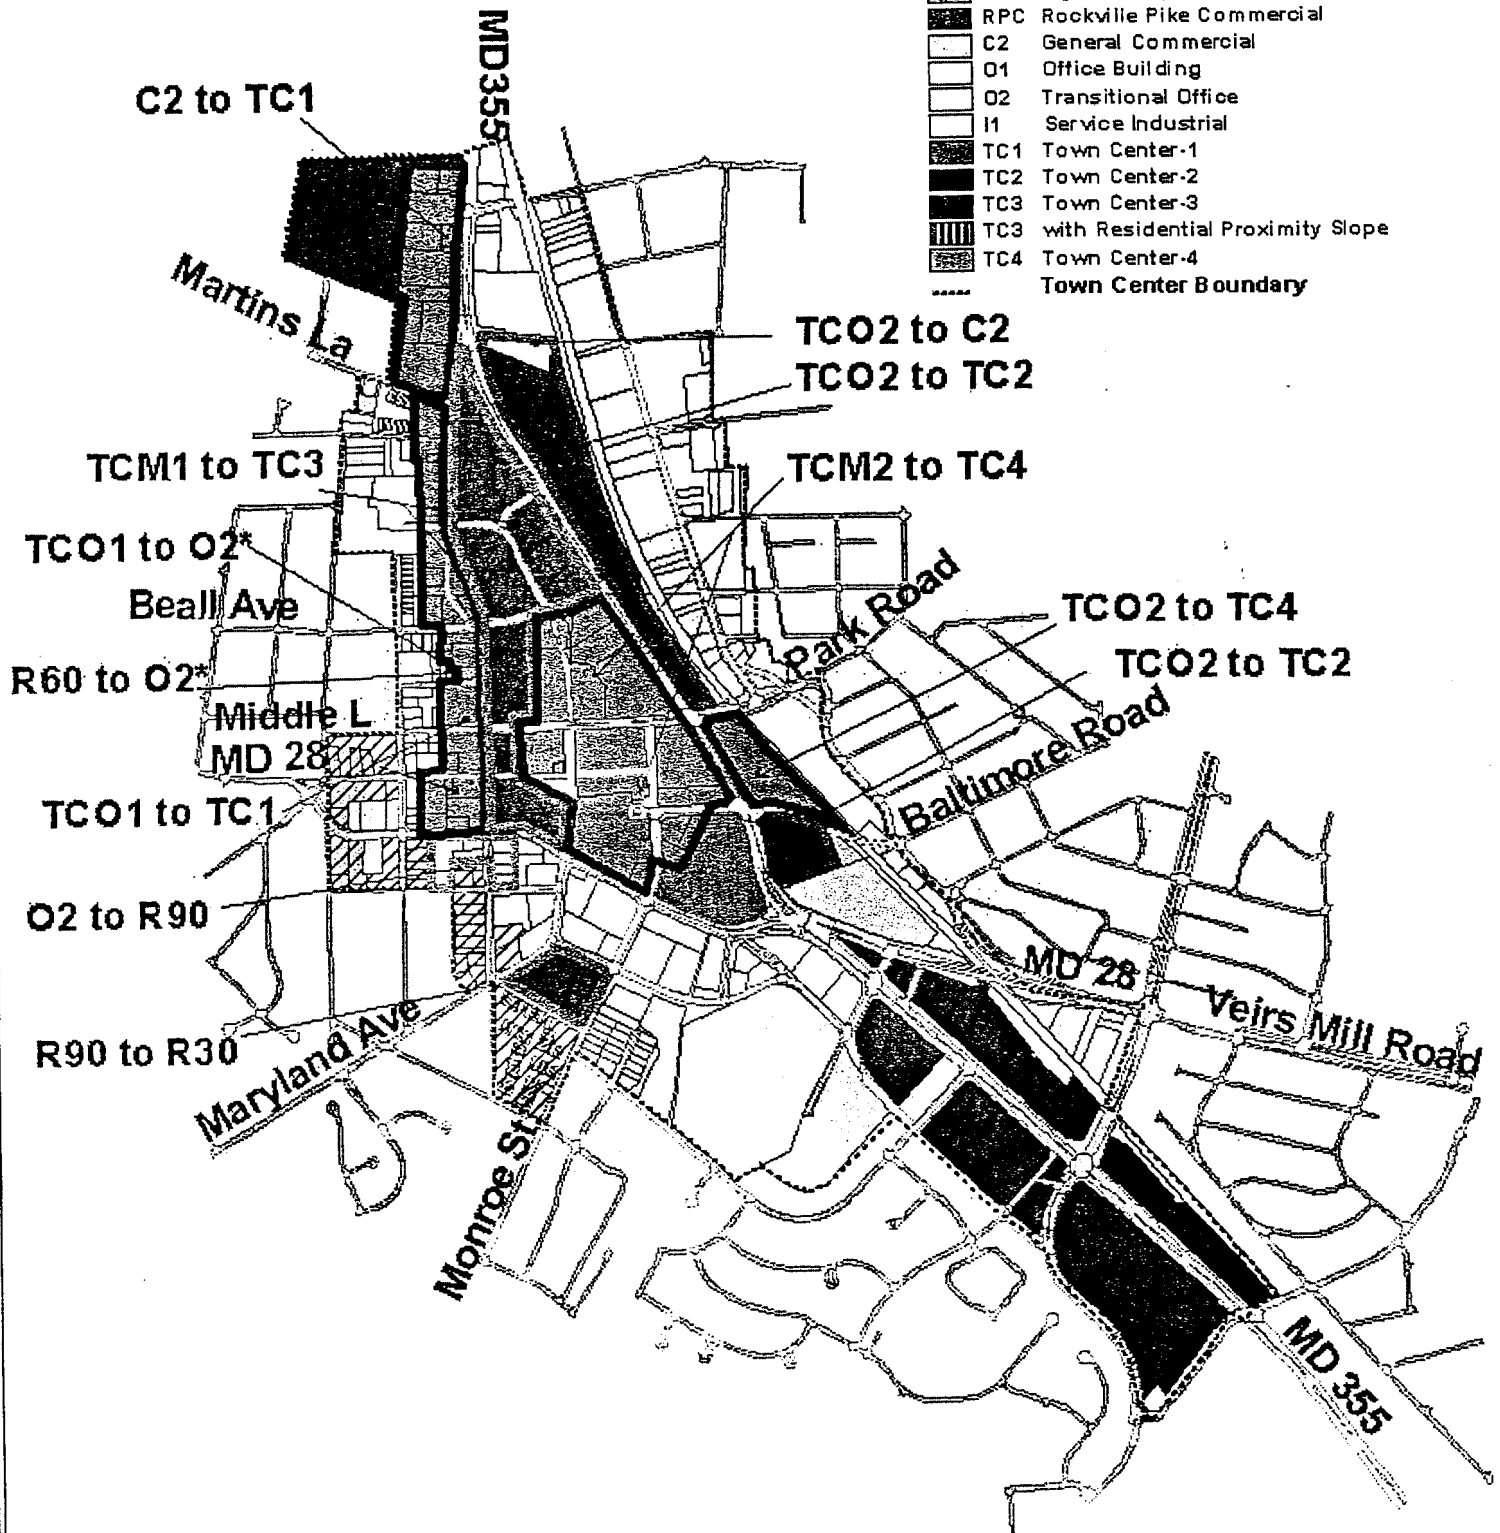 RPC Rockville Pike Commercial
C2 General Commercial
O1 Office Building
O2 Transitional Office
I1 Service Industrial
TC1 Town Center-1
TC2 Town Center-2
TC3 Town Center-3
TC3 with Residential Proximity Slope
TC4 Town Center-4
Town Center Boundary
MD355
C2 to TC1
Martins La
TCO2 to C2
TCO2 to TC2
TCM1 to TC3
TCM2 to TC4
TCO1 to O2*
Beall Ave
Park Road
TCO2 to TC4
TCO2 to TC2
R60 to O2*
Middle L
MD 28
Baltimore Road
TCO1 to TC1
O2 to R90
MD 28
Veirs Mill Road
R90 to R30
Maryland Ave
Monroe St
MD 355